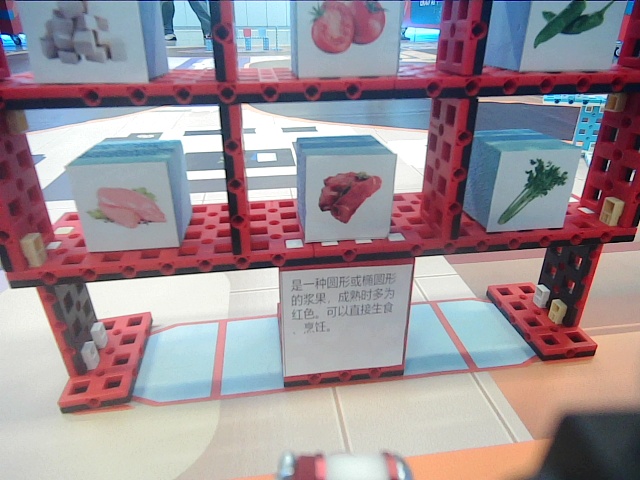 是一种圆形或椭圆形
的浆果，成熟时多为
红色。可以直接生食
、烹饪。